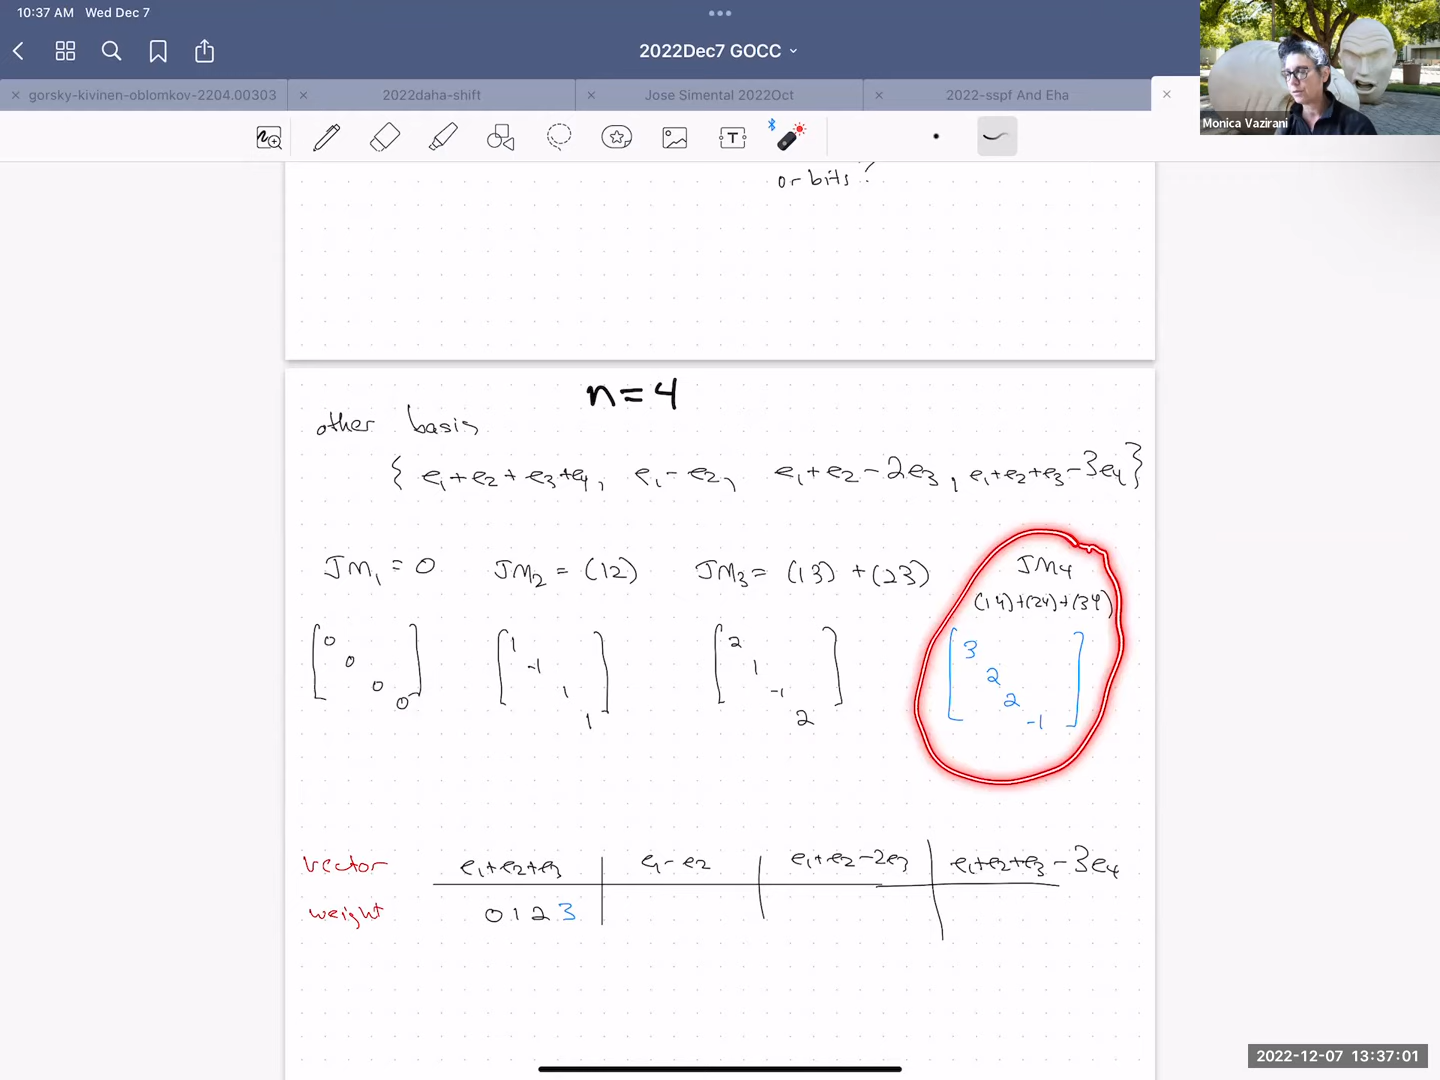 10:37 AM Wed Dec 7
2022Dec7 GOCC
gorsky-kivinen-oblomkov-2204.00303
2022daha-shift
Jose Simental 2022Oct
2022-sspf And Eha
Monica Vazirani
orbits?
n=4
other basis
{ e₁+e₂+e₃+e₄, e₁-e₂, e₁+e₂-2e₃, e₁+e₂+e₃-3e₄}
JM₁ = 0 JM₂ = (12) JM₃ = (13) + (23) JM₄
(14)+(24)+(34)
[0 0 0 0] [1 -1 1 1] [2 1 -1 2] [3 2 2 -1]
vector e₁+e₂+e₃ e₁-e₂ e₁+e₂-2e₃ e₁+e₂+e₃-3e₄
weight 0 1 2 3
2022-12-07 13:37:01